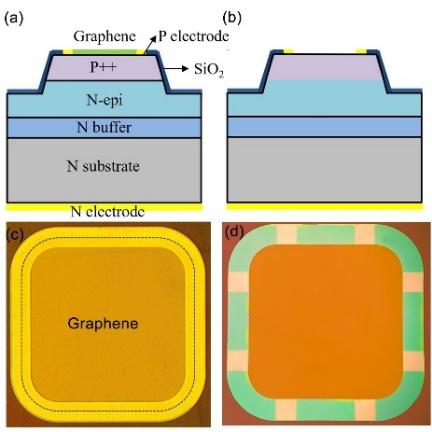 (a)
Graphene
P electrode
P++
SiO₂
N-epi
N buffer
N substrate
N electrode
(b)
(c)
Graphene
(d)